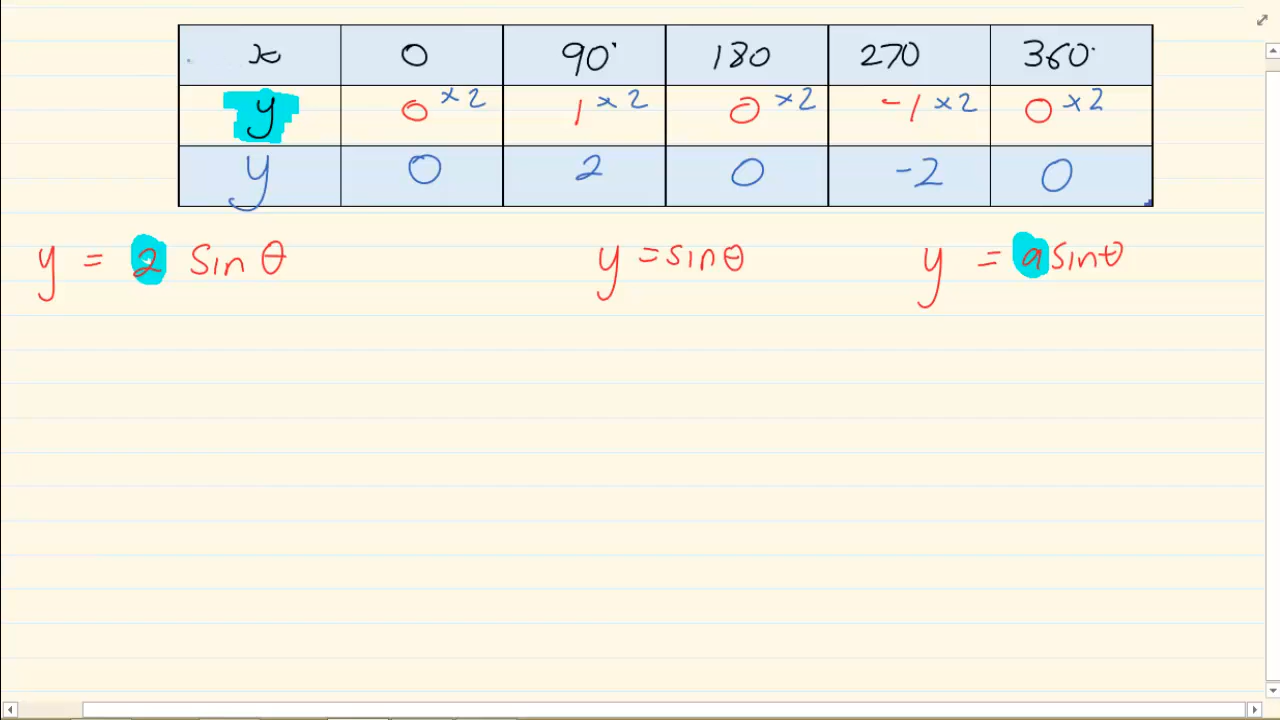 x 0 90° 180 270 360°
y 0 ×2 1 ×2 0 ×2 -1 ×2 0 ×2
y 0 2 0 -2 0
y = 2 sin θ y = sin θ y = a sin θ